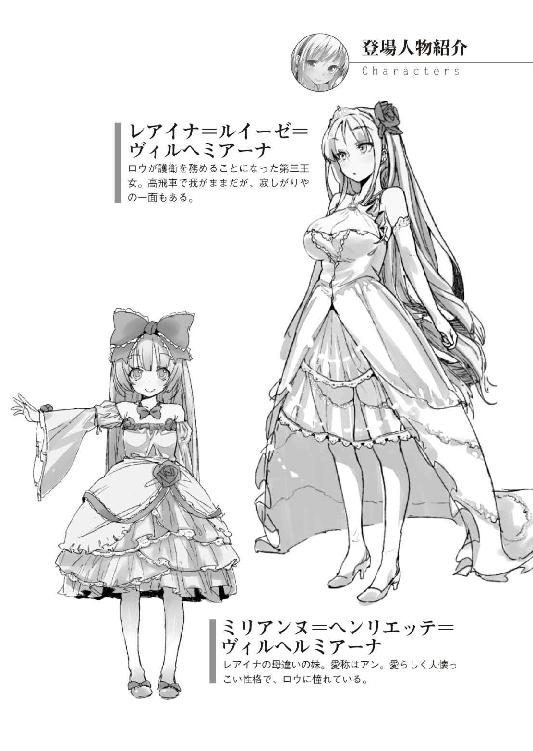 登場人物紹介
Characters
レアイナ＝ルイーゼ＝
ヴィルヘミアーナ
ロウが護衛を務めることになった第三王
女。高飛車で我がままだが、寂しがりや
の一面もある。
ミリアンヌ＝ヘンリエッテ＝
ヴィルヘルミアーナ
レアイナの母違いの妹。愛称はアン。愛らしく人懐っ
こい性格で、ロウに憧れている。